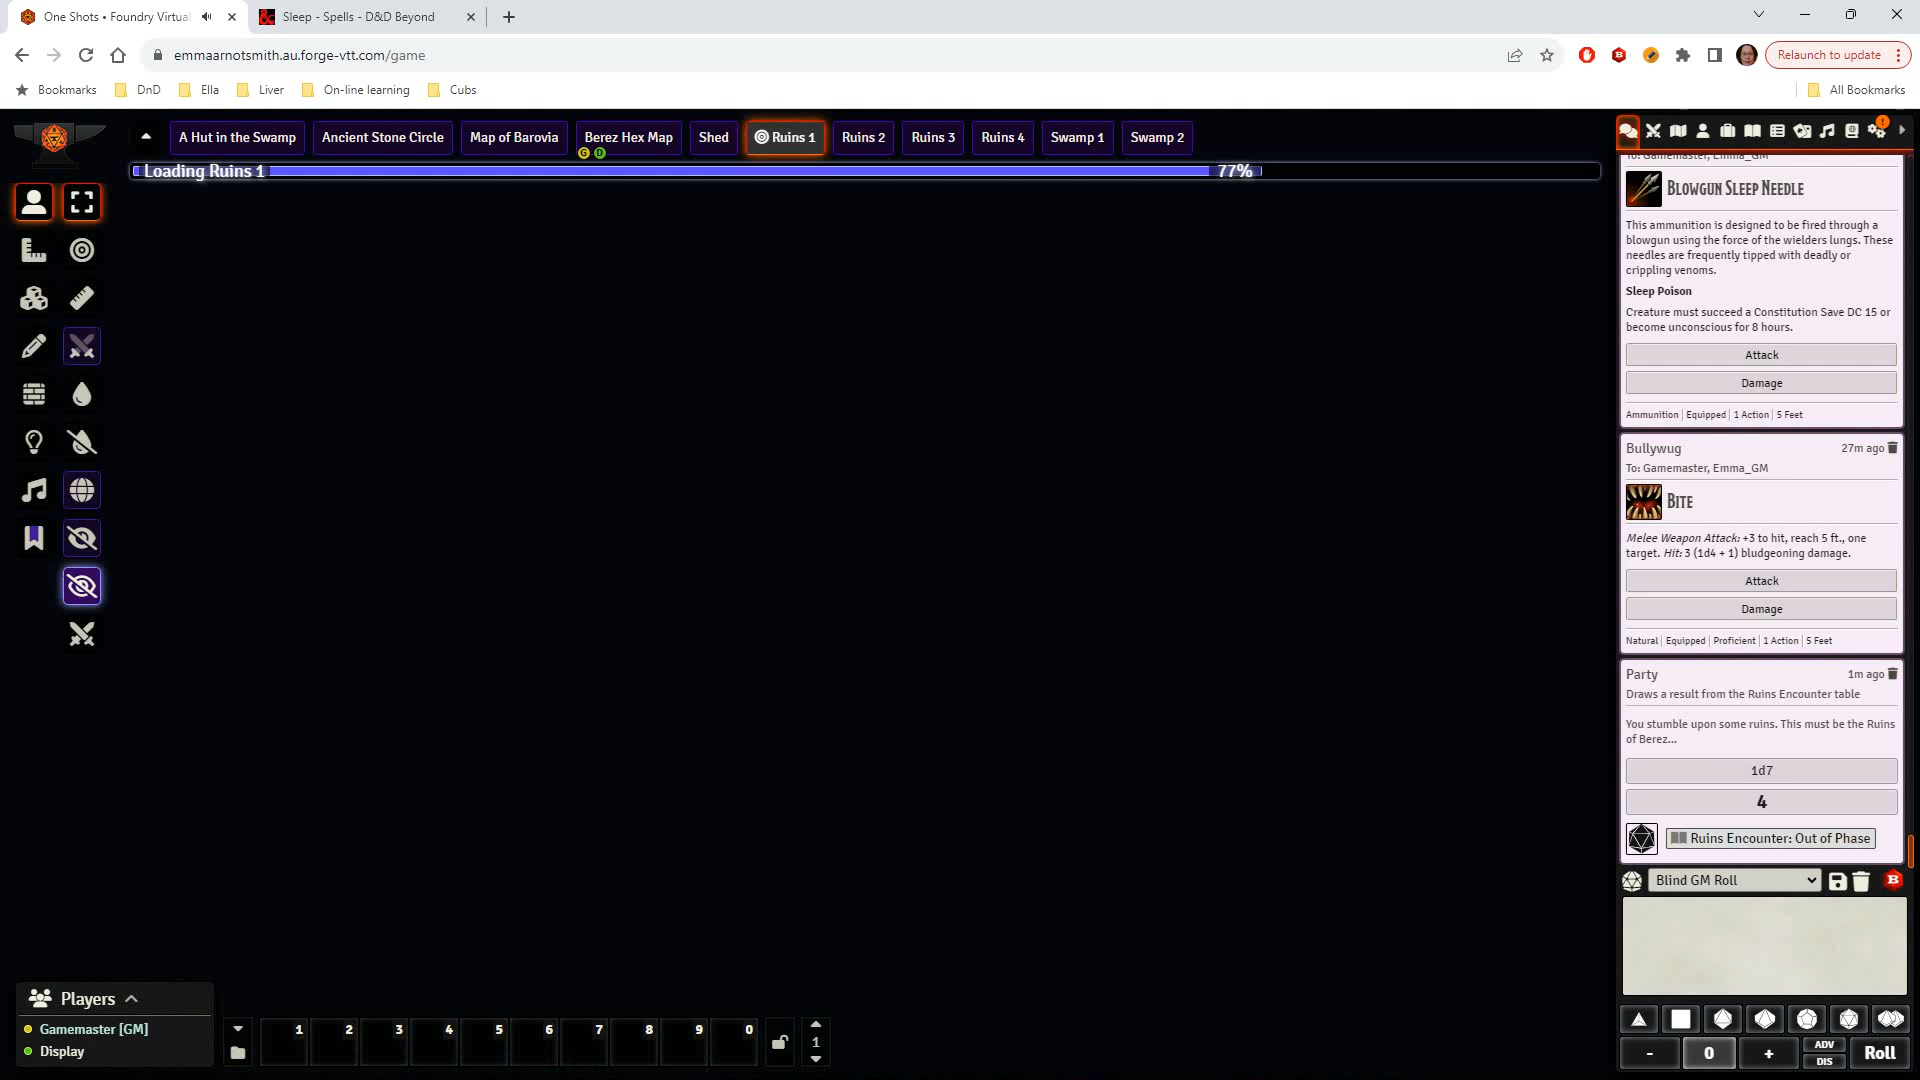 One Shots • Foundry Virtual
Sleep - Spells - D&D Beyond
emmaarnotsmith.au.forge-vtt.com/game
Relaunch to update
Bookmarks
DnD
Ella
Liver
On-line learning
Cubs
All Bookmarks
A Hut in the Swamp
Ancient Stone Circle
Map of Barovia
Berez Hex Map
G
D
Shed
Ruins 1
Ruins 2
Ruins 3
Ruins 4
Swamp 1
Swamp 2
Loading Ruins 1
77%
To: Gamemaster, Emma_GM
Blowgun Sleep Needle
This ammunition is designed to be fired through a
blowgun using the force of the wielders lungs. These
needles are frequently tipped with deadly or
crippling venoms.
Sleep Poison
Creature must succeed a Constitution Save DC 15 or
become unconscious for 8 hours.
Attack
Damage
Ammunition | Equipped | 1 Action | 5 Feet
Bullywug
27m ago
To: Gamemaster, Emma_GM
Bite
Melee Weapon Attack: +3 to hit, reach 5 ft., one
target. Hit: 3 (1d4 + 1) bludgeoning damage.
Attack
Damage
Natural | Equipped | Proficient | 1 Action | 5 Feet
Party
1m ago
Draws a result from the Ruins Encounter table
You stumble upon some ruins. This must be the Ruins
of Berez...
1d7
4
Ruins Encounter: Out of Phase
Blind GM Roll
B
Players
Gamemaster [GM]
Display
1
2
3
4
5
6
7
8
9
0
1
-
0
+
ADV
DIS
Roll